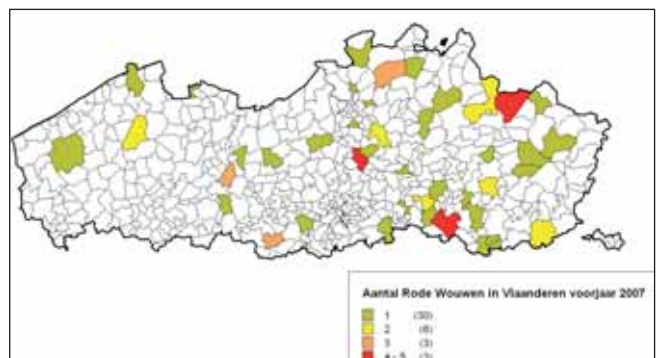 Aantal Rode Wouwen in Vlaanderen voorjaar 2007
1 (30)
2 (6)
3 (3)
4 - 5 (3)